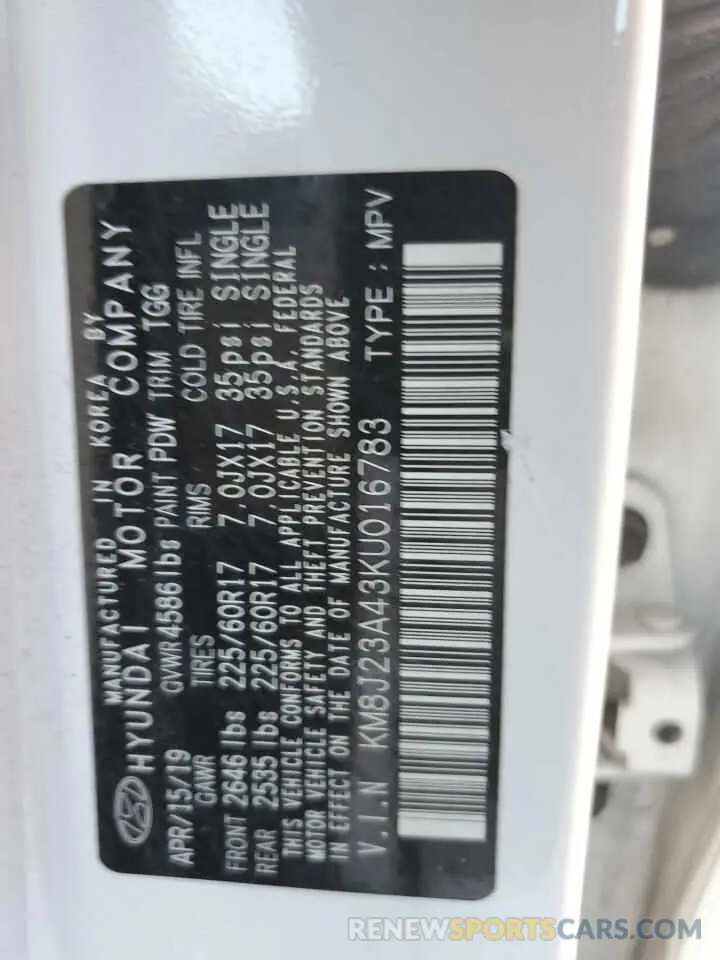 MANUFACTURED IN KOREA BY
HYUNDAI MOTOR COMPANY
APR/15/19 GVWR 4586 lbs PAINT PDW TRIM TGG
GAWR TIRES RIMS COLD TIRE INFL
FRONT 2646 lbs 225/60R17 7.0JX17 35psi SINGLE
REAR 2535 lbs 225/60R17 7.0JX17 35psi SINGLE
THIS VEHICLE CONFORMS TO ALL APPLICABLE U.S.A. FEDERAL
MOTOR VEHICLE SAFETY AND THEFT PREVENTION STANDARDS
IN EFFECT ON THE DATE OF MANUFACTURE SHOWN ABOVE
V.I.N KM8J23A43KU016783 TYPE : MPV
RENEWSPORTSCARS.COM